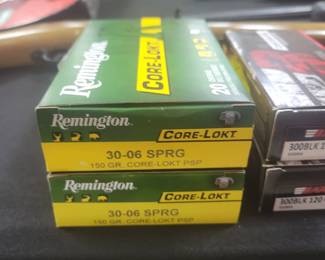 Remington
CORE-LOKT
20
Remington
CORE-LOKT
30-06 SPRG
150 GR. CORE-LOKT PSP
Remington
CORE-LOKT
30-06 SPRG
150 GR. CORE-LOKT PSP
300BLK 120
300BLK 120